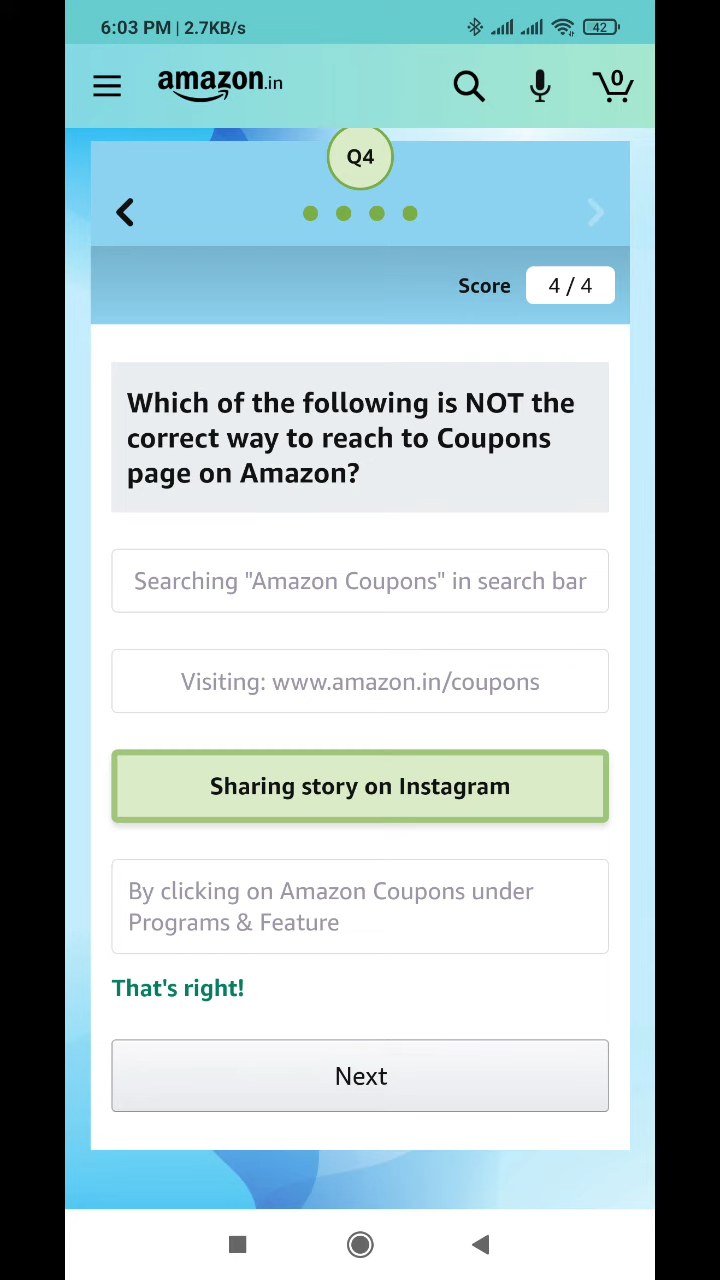 6:03 PM | 2.7KB/s
42
amazon.in
0
Q4
Score 4 / 4
Which of the following is NOT the
correct way to reach to Coupons
page on Amazon?
Searching "Amazon Coupons" in search bar
Visiting: www.amazon.in/coupons
Sharing story on Instagram
By clicking on Amazon Coupons under
Programs & Feature
That's right!
Next